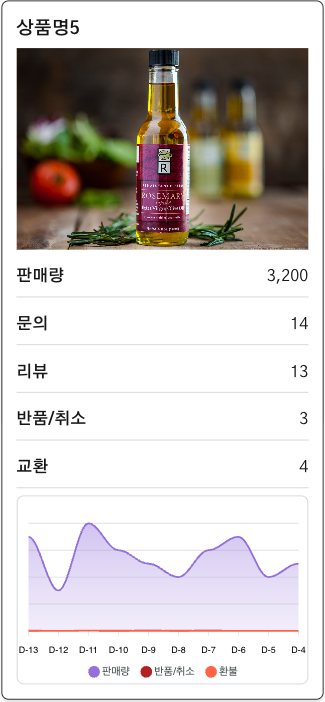 상품명5
R
ROSEMARY
판매량 3,200
문의 14
리뷰 13
반품/취소 3
교환 4
D-13 D-12 D-11 D-10 D-9 D-8 D-7 D-6 D-5 D-4
판매량 반품/취소 환불